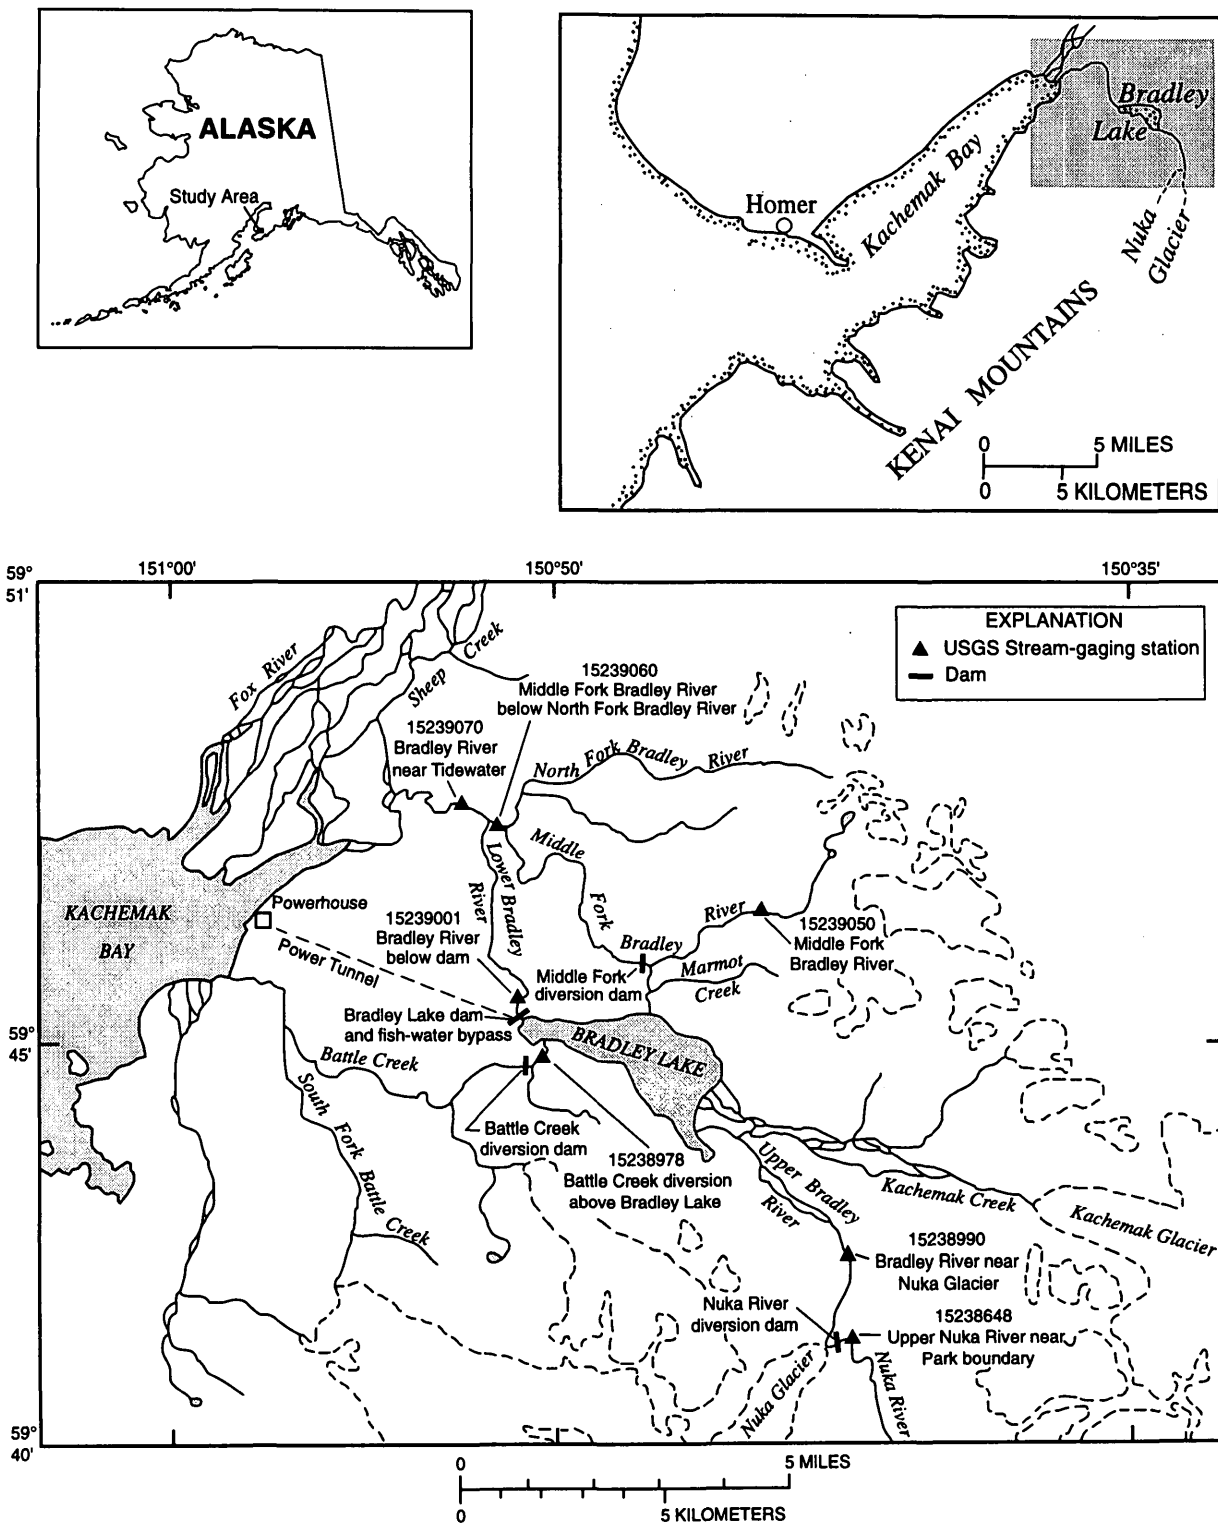 ALASKA
Study Area
Bradley
Lake
Kachemak Bay
Homer
Nuka
Glacier
KENAI MOUNTAINS
0 5 MILES
0 5 KILOMETERS
151°00' 150°50' 150°35'
59°
51'
EXPLANATION
USGS Stream-gaging station
Dam
Fox River
Sheep Creek
15239060
Middle Fork Bradley River
below North Fork Bradley River
15239070
Bradley River
near Tidewater
North Fork Bradley River
Middle Fork Bradley River
Lower Bradley
River
KACHEMAK
BAY
Powerhouse
Power Tunnel
15239001
Bradley River
below dam
15239050
Middle Fork
Bradley River
Marmot
Creek
Middle Fork
diversion dam
Bradley Lake dam
and fish-water bypass
BRADLEY LAKE
59°
45'
Battle Creek
South Fork Battle Creek
Battle Creek
diversion dam
15238978
Battle Creek diversion
above Bradley Lake
Upper Bradley
River
Kachemak Creek
Kachemak Glacier
15238990
Bradley River near
Nuka Glacier
Nuka River
diversion dam
15238648
Upper Nuka River near
Park boundary
Nuka Glacier
Nuka River
59°
40'
0 5 MILES
0 5 KILOMETERS